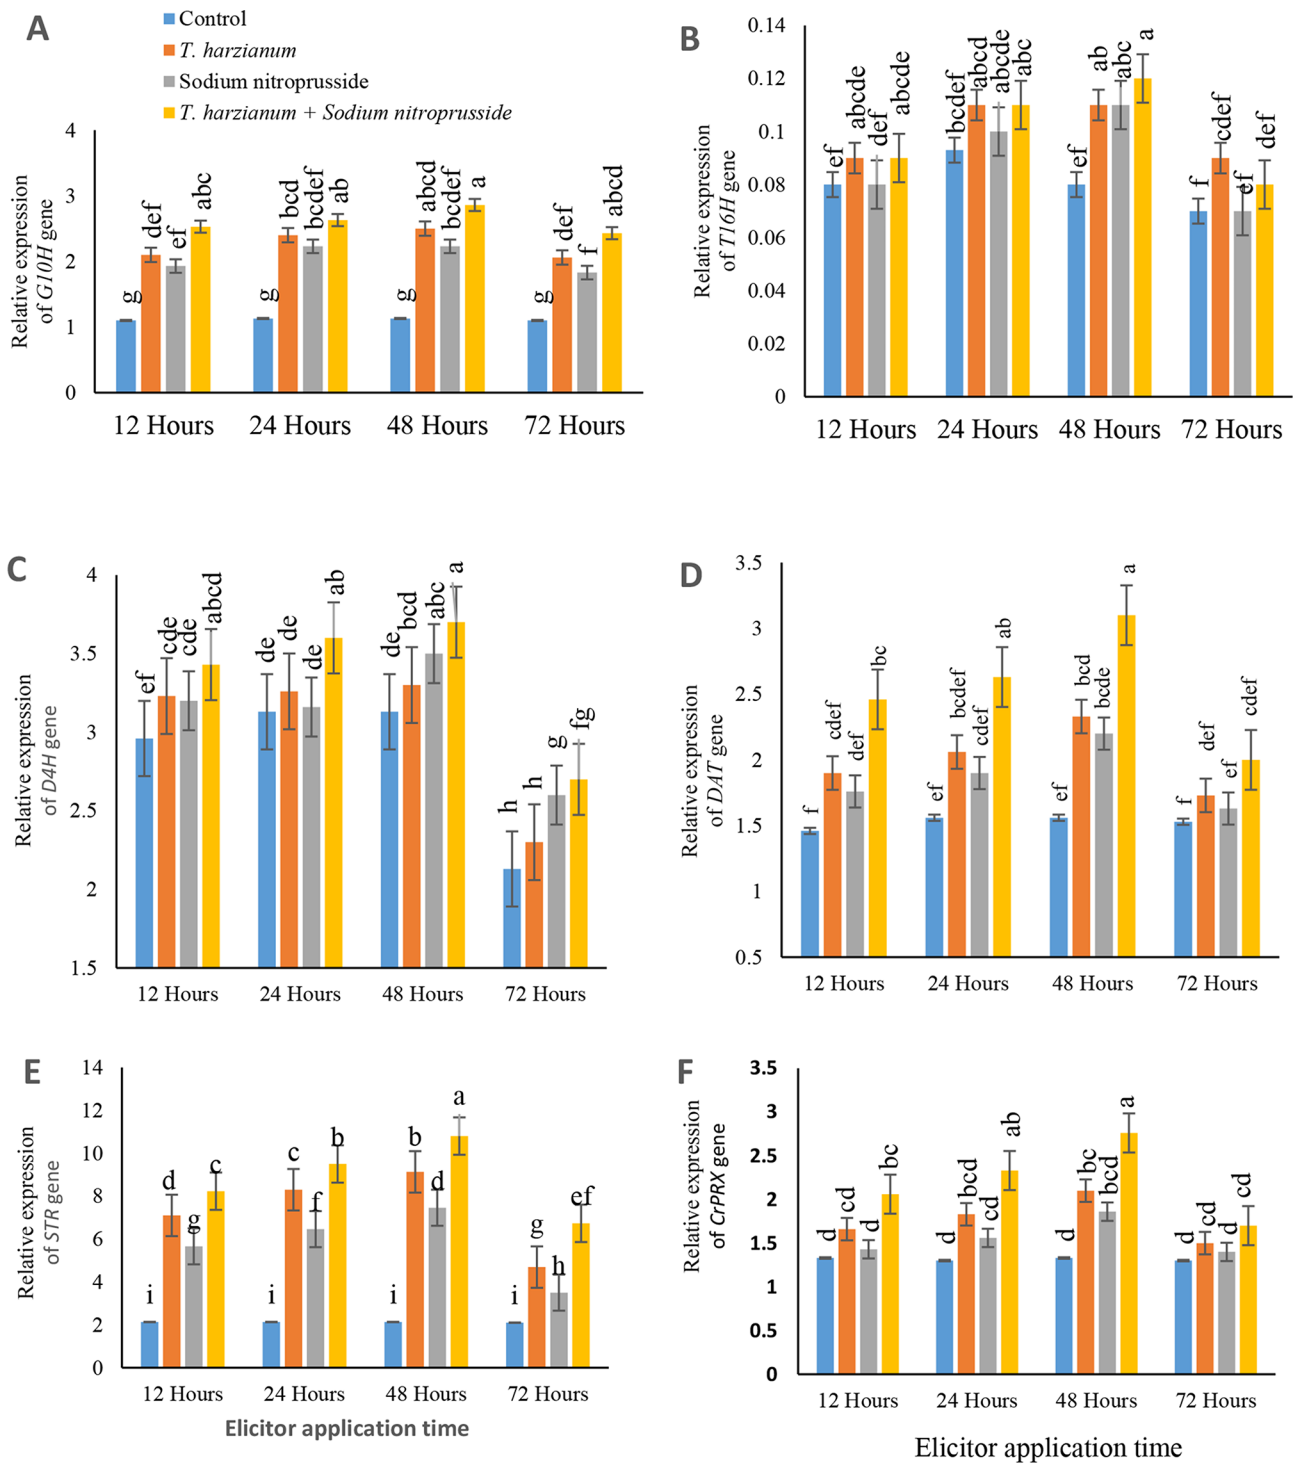 A
Control
T. harzianum
Sodium nitroprusside
T. harzianum + Sodium nitroprusside
Relative expression
of G10H gene
4
3
2
1
0
g def ef abc
g bcd bcdef ab
g abcd bcdef a
g def f abcd
12 Hours 24 Hours 48 Hours 72 Hours
B
Relative expression
of T16H gene
0.14
0.12
0.1
0.08
0.06
0.04
0.02
0
ef abcde def abcde
bcdef abcd abcde abc
ef ab abc a
f cdef ef def
12 Hours 24 Hours 48 Hours 72 Hours
C
Relative expression
of D4H gene
4
3.5
3
2.5
2
1.5
ef cde cde abcd
de de de ab
de bcd abc a
h h g fg
12 Hours 24 Hours 48 Hours 72 Hours
D
Relative expression
of DAT gene
3.5
3
2.5
2
1.5
1
0.5
f cdef def bc
ef bcdef cdef ab
ef bcd bcde a
f def ef cdef
12 Hours 24 Hours 48 Hours 72 Hours
E
Relative expression
of STR gene
14
12
10
8
6
4
2
0
i d g c
i c f b
i b d a
i g h ef
12 Hours 24 Hours 48 Hours 72 Hours
Elicitor application time
F
Relative expression
of CrPRX gene
3.5
3
2.5
2
1.5
1
0.5
0
d cd d bc
d bcd cd ab
d bc bcd a
d cd d cd
12 Hours 24 Hours 48 Hours 72 Hours
Elicitor application time